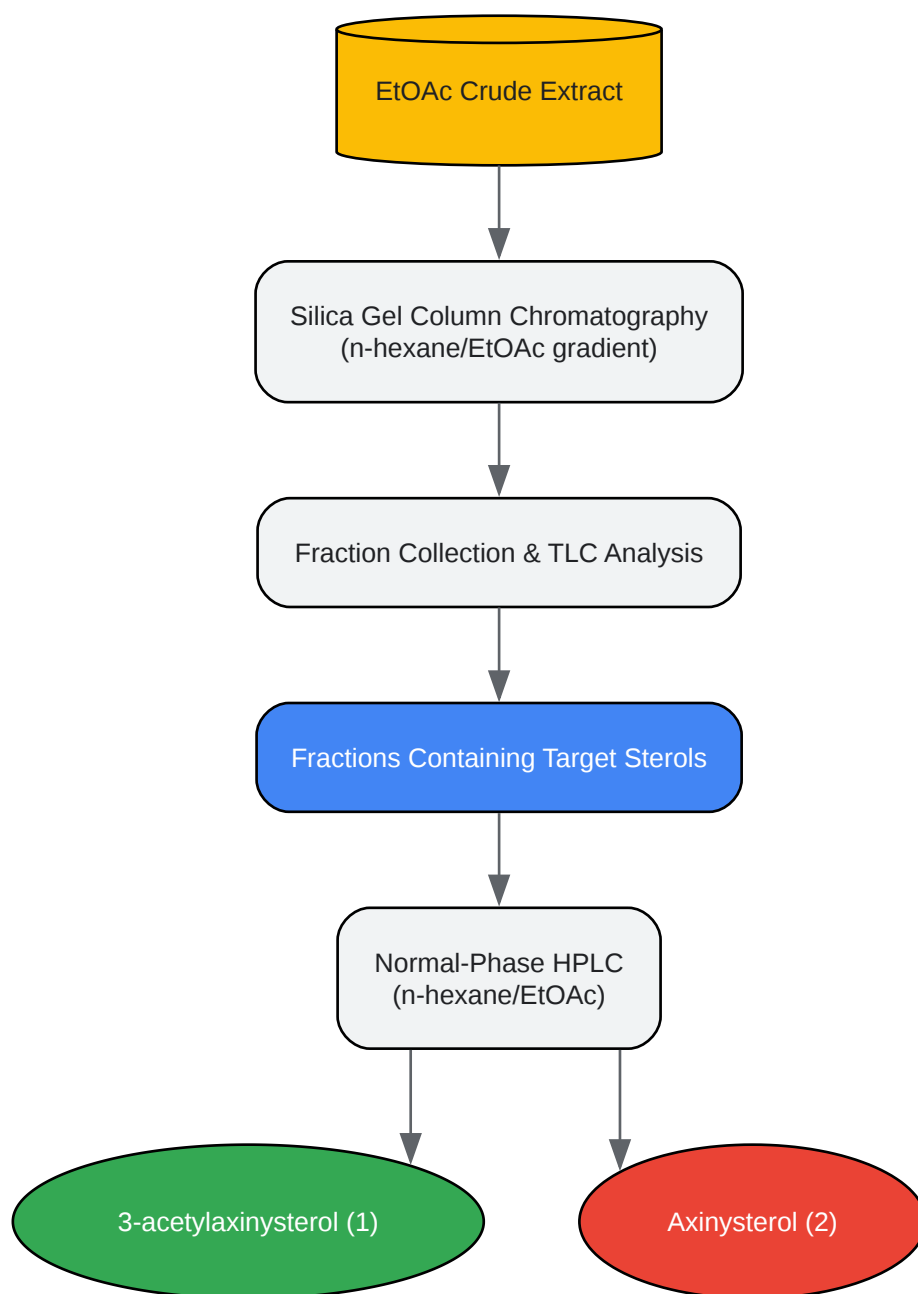 EtOAc Crude Extract
Silica Gel Column Chromatography
(n-hexane/EtOAc gradient)
Fraction Collection & TLC Analysis
Fractions Containing Target Sterols
Normal-Phase HPLC
(n-hexane/EtOAc)
3-acetylaxinysterol (1)
Axinysterol (2)